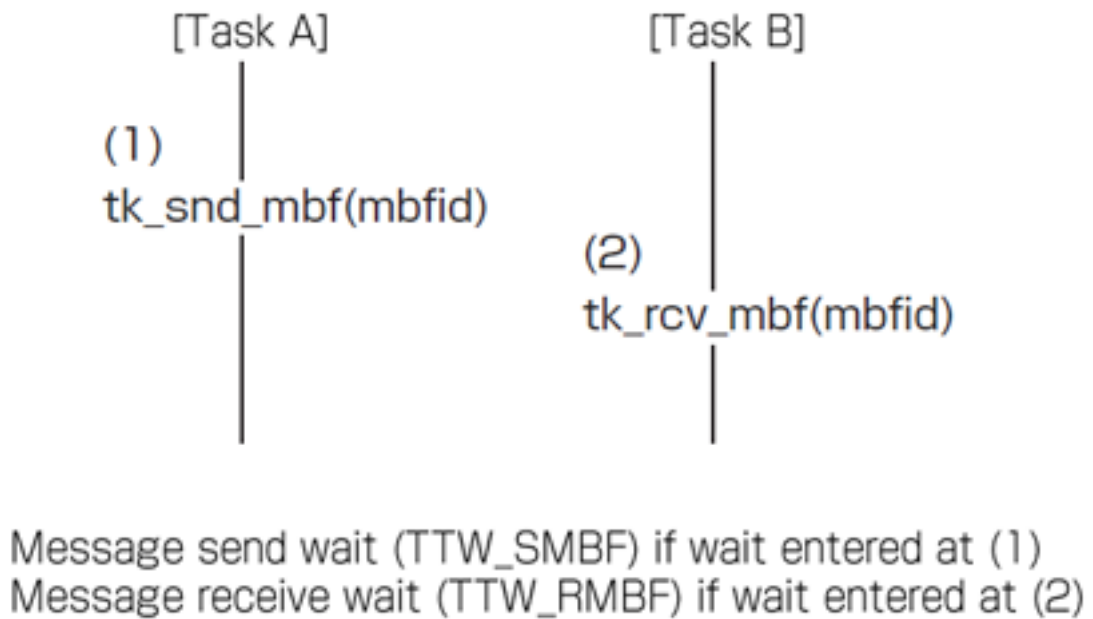 [Task A] [Task B]
(1)
tk_snd_mbf(mbfid)
(2)
tk_rcv_mbf(mbfid)
Message send wait (TTW_SMBF) if wait entered at (1)
Message receive wait (TTW_RMBF) if wait entered at (2)